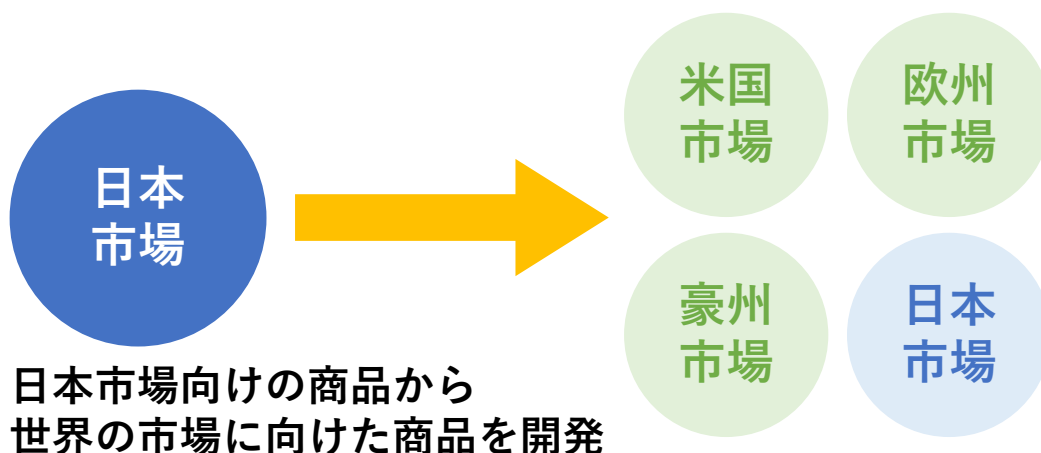 日本
市場
米国
市場
欧州
市場
豪州
市場
日本
市場
日本市場向けの商品から
世界の市場に向けた商品を開発